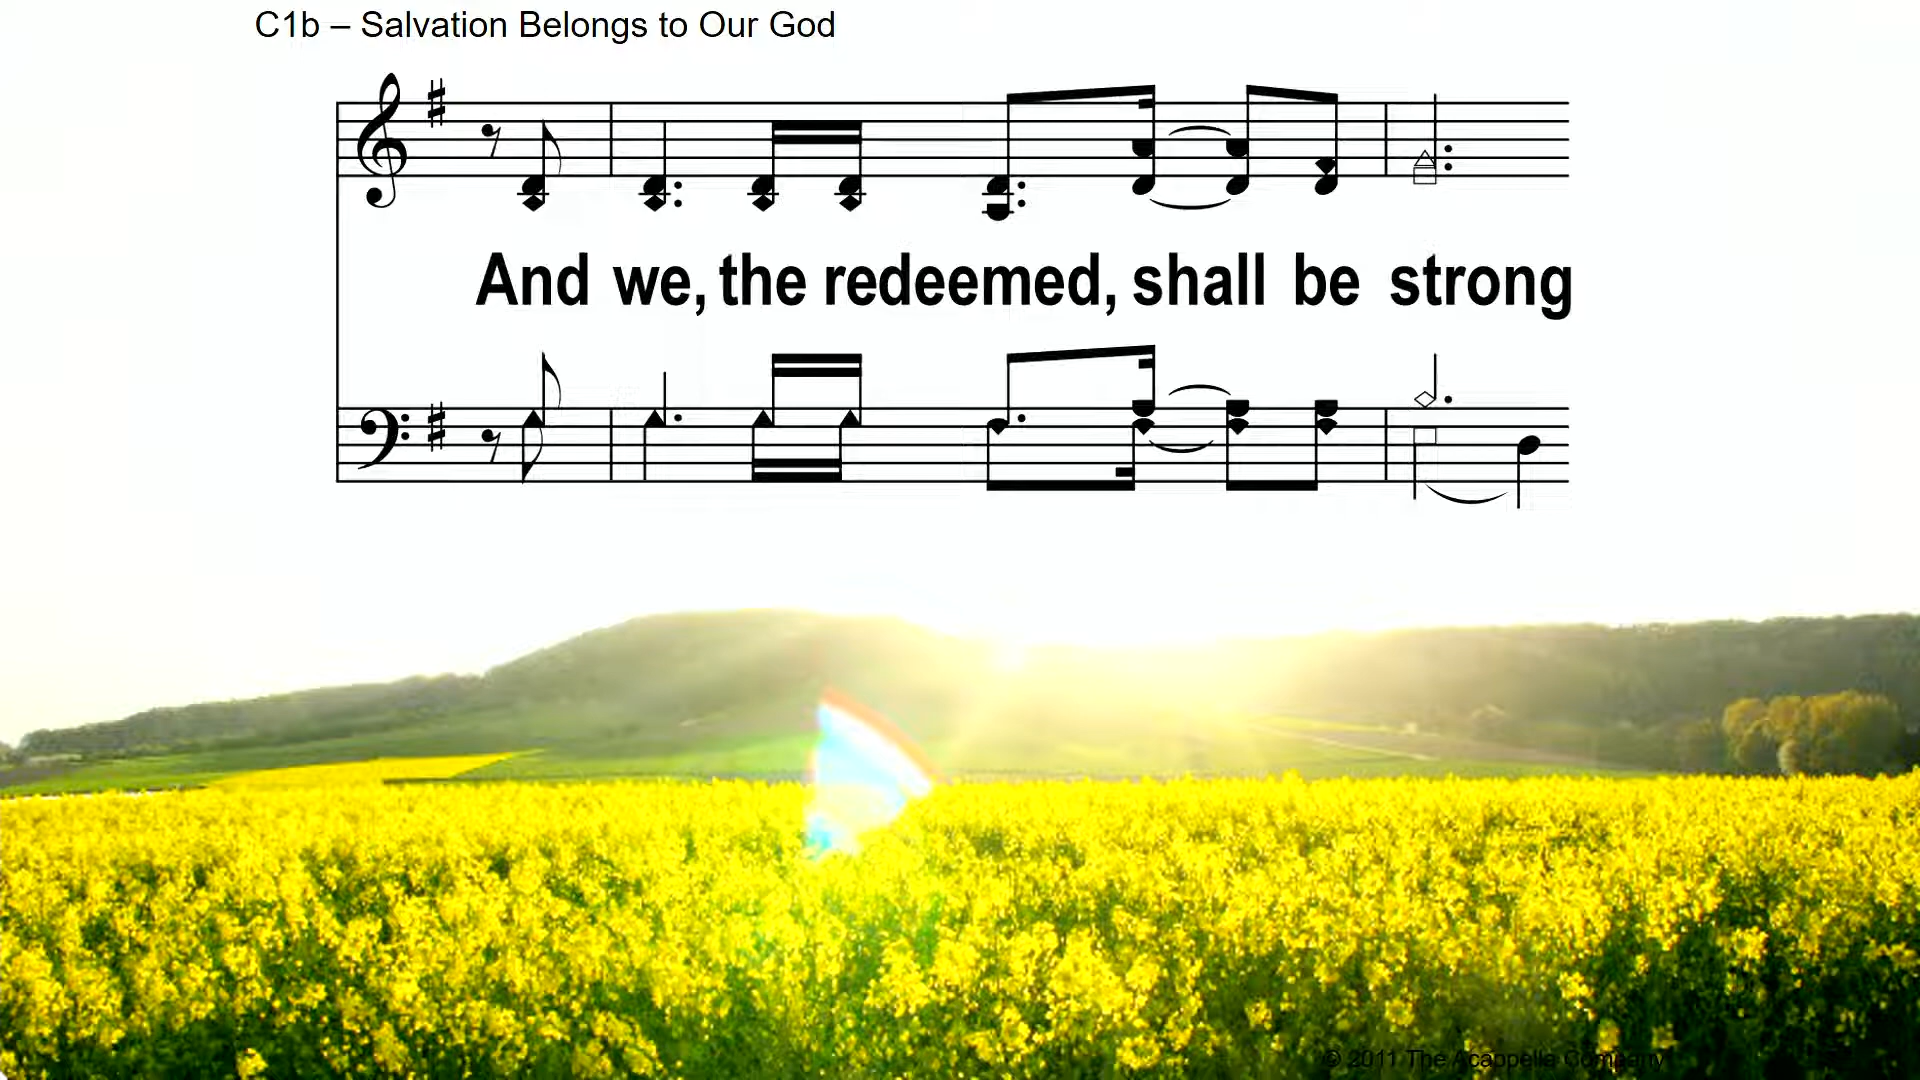 C1b – Salvation Belongs to Our God
And we, the redeemed, shall be strong
© 2011 The Acappella Company